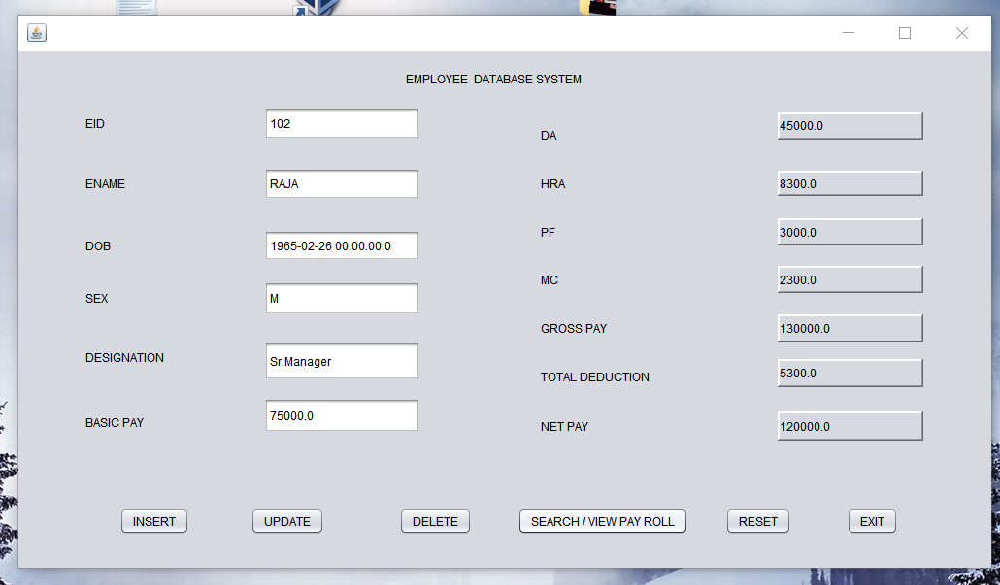 EMPLOYEE  DATABASE SYSTEM
EID 102
ENAME RAJA
DOB 1965-02-26 00:00:00.0
SEX M
DESIGNATION Sr.Manager
BASIC PAY 75000.0
DA 45000.0
HRA 8300.0
PF 3000.0
MC 2300.0
GROSS PAY 130000.0
TOTAL DEDUCTION 5300.0
NET PAY 120000.0
INSERT UPDATE DELETE SEARCH / VIEW PAY ROLL RESET EXIT